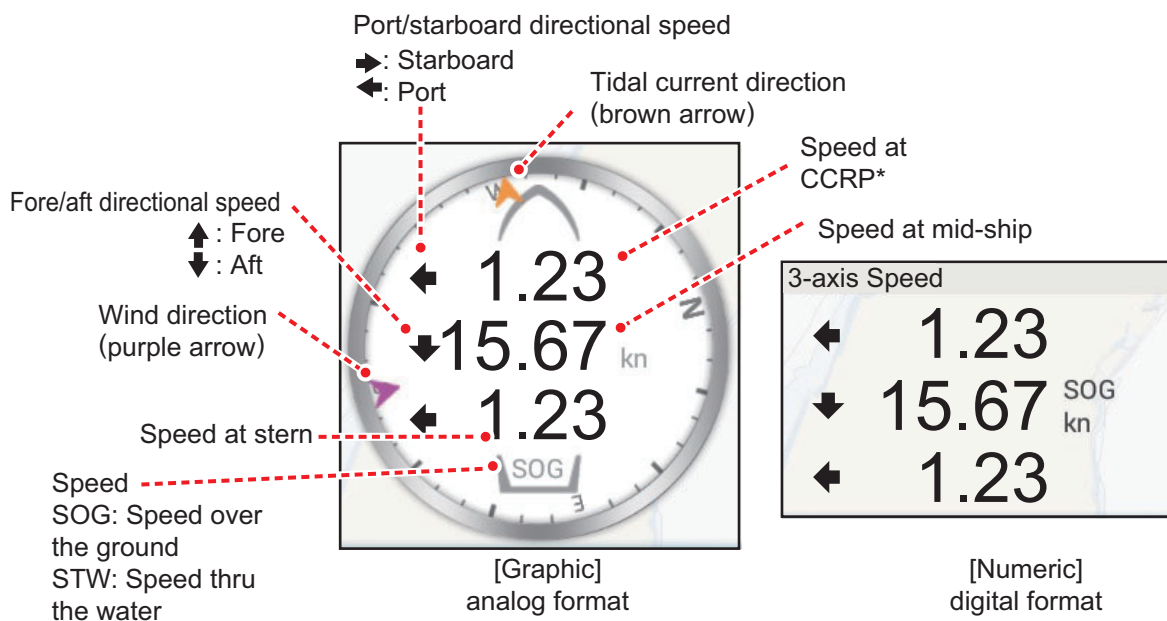 Port/starboard directional speed
➡: Starboard
⬅: Port
Tidal current direction
(brown arrow)
Speed at
CCRP*
Fore/aft directional speed
⬆: Fore
⬇: Aft
Speed at mid-ship
Wind direction
(purple arrow)
Speed at stern
Speed
SOG: Speed over
the ground
STW: Speed thru
the water
W
N
E
⬅ 1.23
⬇ 15.67 kn
⬅ 1.23
SOG
[Graphic]
analog format
3-axis Speed
⬅ 1.23
⬇ 15.67 SOG
kn
⬅ 1.23
[Numeric]
digital format